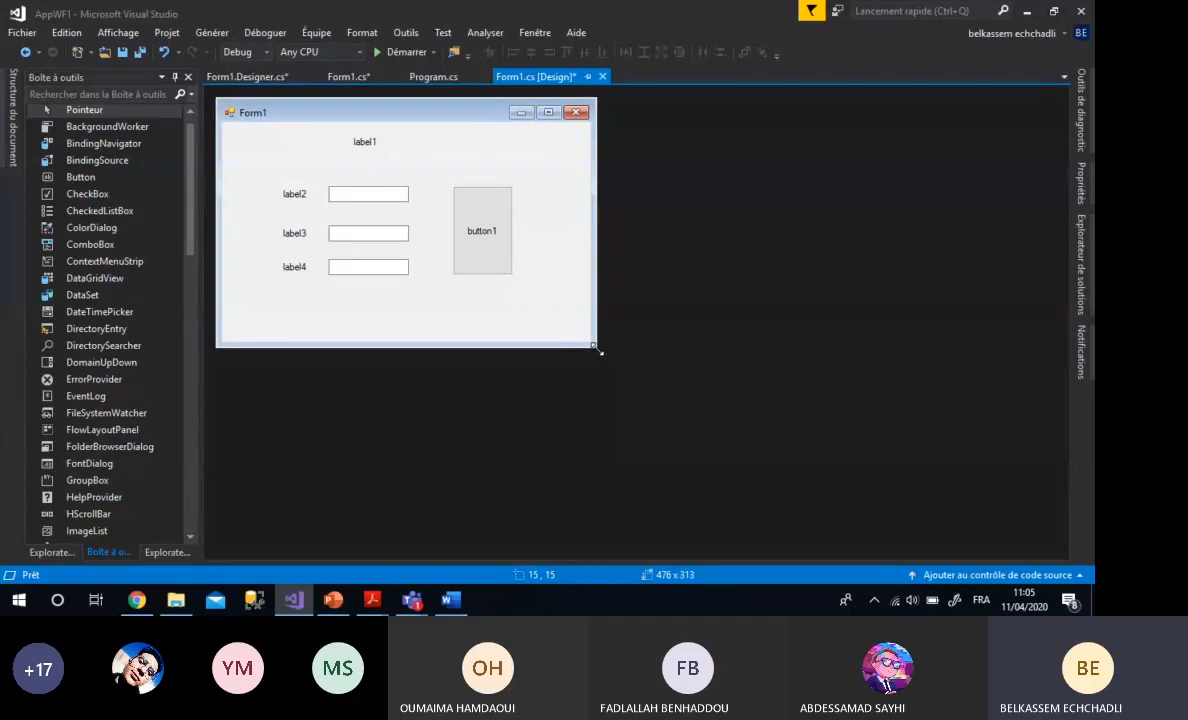 AppWF1 - Microsoft Visual Studio
Lancement rapide (Ctrl+Q)
Fichier Edition Affichage Projet Générer Déboguer Équipe Format Outils Test Analyser Fenêtre Aide
belkassem echchadli BE
Debug Any CPU Démarrer
Structure du document
Boîte à outils
Rechercher dans la Boîte à outils
Pointeur
BackgroundWorker
BindingNavigator
BindingSource
Button
CheckBox
CheckedListBox
ColorDialog
ComboBox
ContextMenuStrip
DataGridView
DataSet
DateTimePicker
DirectoryEntry
DirectorySearcher
DomainUpDown
ErrorProvider
EventLog
FileSystemWatcher
FlowLayoutPanel
FolderBrowserDialog
FontDialog
GroupBox
HelpProvider
HScrollBar
ImageList
Explorate... Boîte à o... Explorate...
Form1.Designer.cs* Form1.cs* Program.cs Form1.cs [Design]*
Form1
label1
label2
label3
label4
button1
Outils de diagnostic
Propriétés
Explorateur de solutions
Notifications
Prêt 15 , 15 476 x 313 Ajouter au contrôle de code source
FRA
11:05
11/04/2020
8
1
+17
YM
MS
OH
OUMAIMA HAMDAOUI
FB
FADLALLAH BENHADDOU
ABDESSAMAD SAYHI
BE
BELKASSEM ECHCHADLI